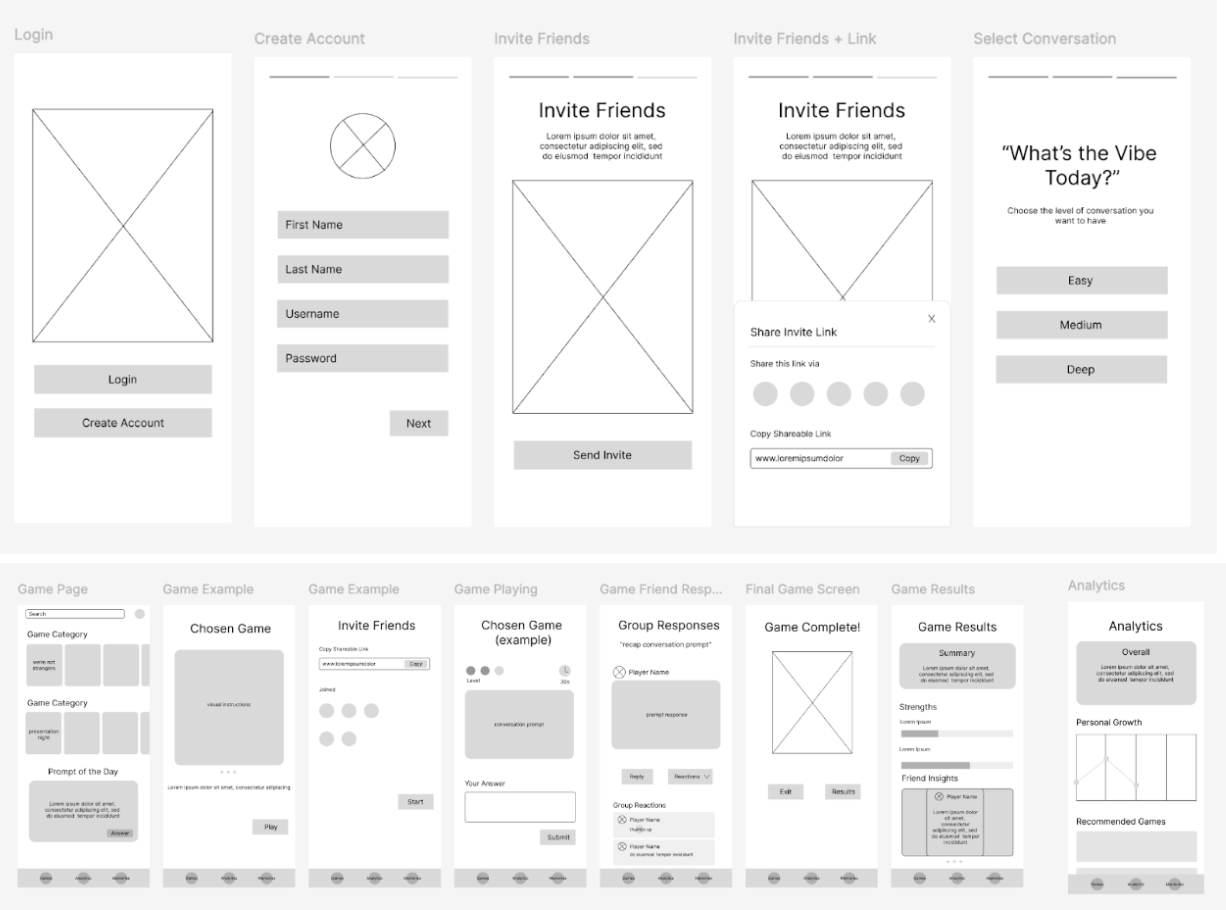 Login
Login
Create Account
Create Account
First Name
Last Name
Username
Password
Next
Invite Friends
Invite Friends
Lorem ipsum dolor sit amet,
consectetur adipiscing elit, sed
do eiusmod tempor incididunt
Send Invite
Invite Friends + Link
Invite Friends
Lorem ipsum dolor sit amet,
consectetur adipiscing elit, sed
do eiusmod tempor incididunt
X
Share Invite Link
Share this link via
Copy Shareable Link
www.loremipsumdolor
Copy
Select Conversation
“What’s the Vibe
Today?”
Choose the level of conversation you
want to have
Easy
Medium
Deep
Game Page
Search
Game Category
we're not
strangers
Game Category
presentation
night
Prompt of the Day
Lorem ipsum dolor sit amet,
consectetur adipiscing elit, sed
do eiusmod tempor incididunt
Answer
Games
Analytics
Memories
Game Example
Chosen Game
visual instructions
Lorem ipsum dolor sit amet, consectetur adipiscing
Play
Games
Analytics
Memories
Game Example
Invite Friends
Copy Shareable Link
www.loremipsumdolor
Copy
Joined
Start
Games
Analytics
Memories
Game Playing
Chosen Game
(example)
Level
30s
conversation prompt
Your Answer
Submit
Games
Analytics
Memories
Game Friend Resp...
Group Responses
"recap conversation prompt"
Player Name
prompt response
Reply
Reactions
Group Reactions
Player Name
Thumbs up
Player Name
do eiusmod tempor incididunt
Games
Analytics
Memories
Final Game Screen
Game Complete!
Exit
Results
Games
Analytics
Memories
Game Results
Game Results
Summary
Lorem ipsum dolor sit amet,
consectetur adipiscing elit, sed
do eiusmod tempor incididunt
Strengths
Lorem Ipsum
Lorem Ipsum
Friend Insights
Player Name
Lorem ipsum dolor
sit amet,
consectetur
adipiscing elit, sed
do eiusmod tempor
incididunt
Games
Analytics
Memories
Analytics
Analytics
Overall
Lorem ipsum dolor sit amet,
consectetur adipiscing elit, sed
do eiusmod tempor incididunt
Personal Growth
Recommended Games
Games
Analytics
Memories